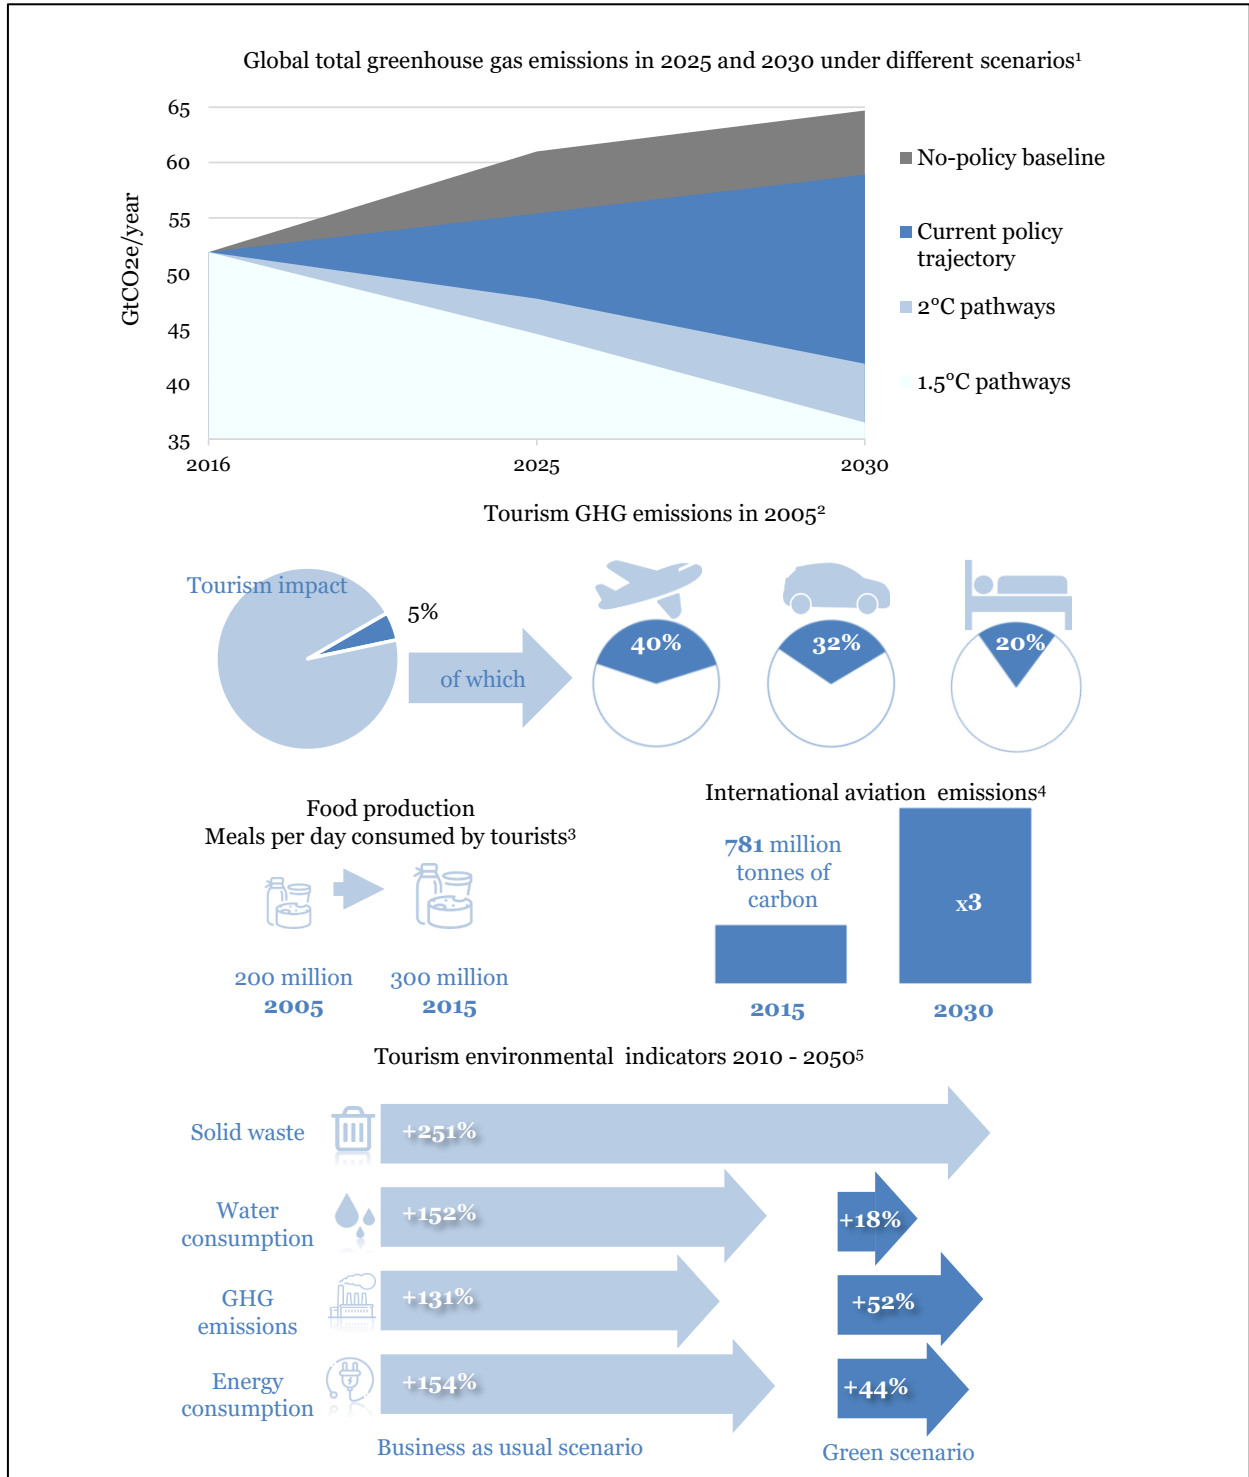 Global total greenhouse gas emissions in 2025 and 2030 under different scenarios¹
65
60
55
50
45
40
35
GtCO2e/year
2016
2025
2030
No-policy baseline
Current policy
trajectory
2°C pathways
1.5°C pathways
Tourism GHG emissions in 2005²
Tourism impact
5%
of which
40%
32%
20%
Food production
Meals per day consumed by tourists³
200 million
2005
300 million
2015
International aviation emissions⁴
781 million
tonnes of
carbon
x3
2015
2030
Tourism environmental indicators 2010 - 2050⁵
Solid waste
+251%
Water
consumption
+152%
+18%
GHG
emissions
+131%
+52%
Energy
consumption
+154%
+44%
Business as usual scenario
Green scenario